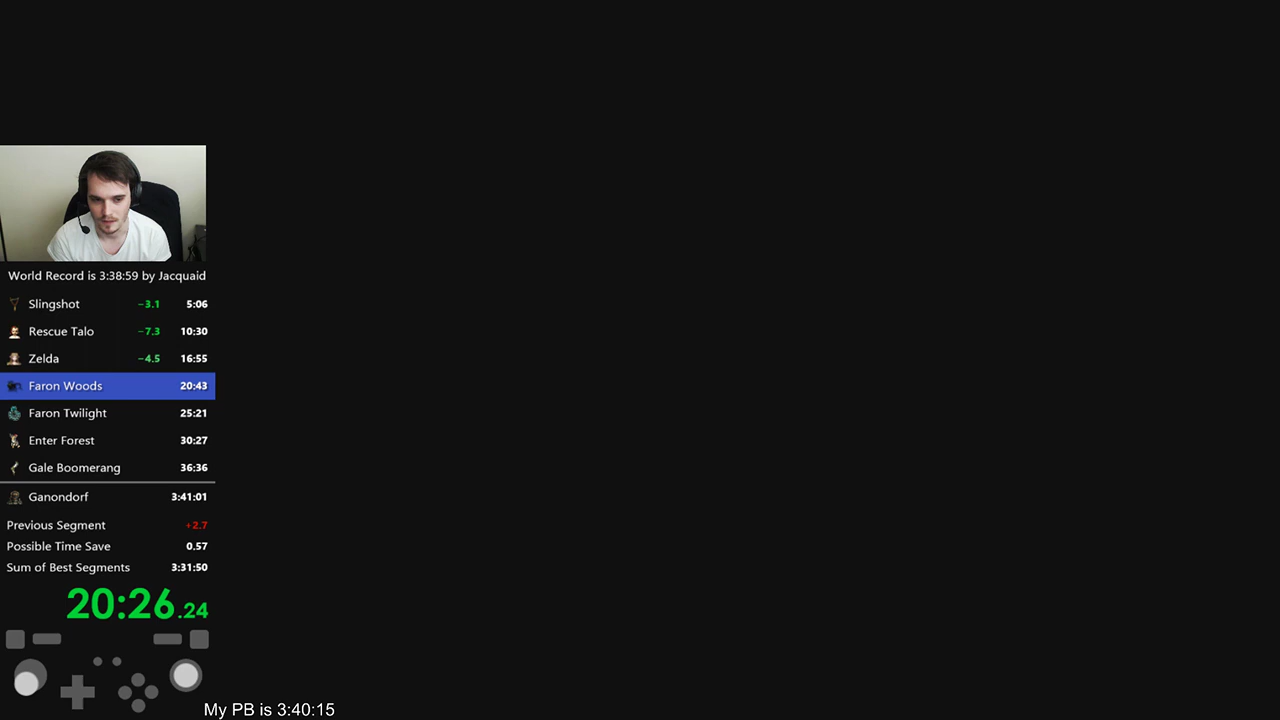 World Record is 3:38:59 by Jacquaid
Slingshot −3.1 5:06
Rescue Talo −7.3 10:30
Zelda −4.5 16:55
Faron Woods 20:43
Faron Twilight 25:21
Enter Forest 30:27
Gale Boomerang 36:36
Ganondorf 3:41:01
Previous Segment +2.7
Possible Time Save 0.57
Sum of Best Segments 3:31:50
20:26.24
My PB is 3:40:15